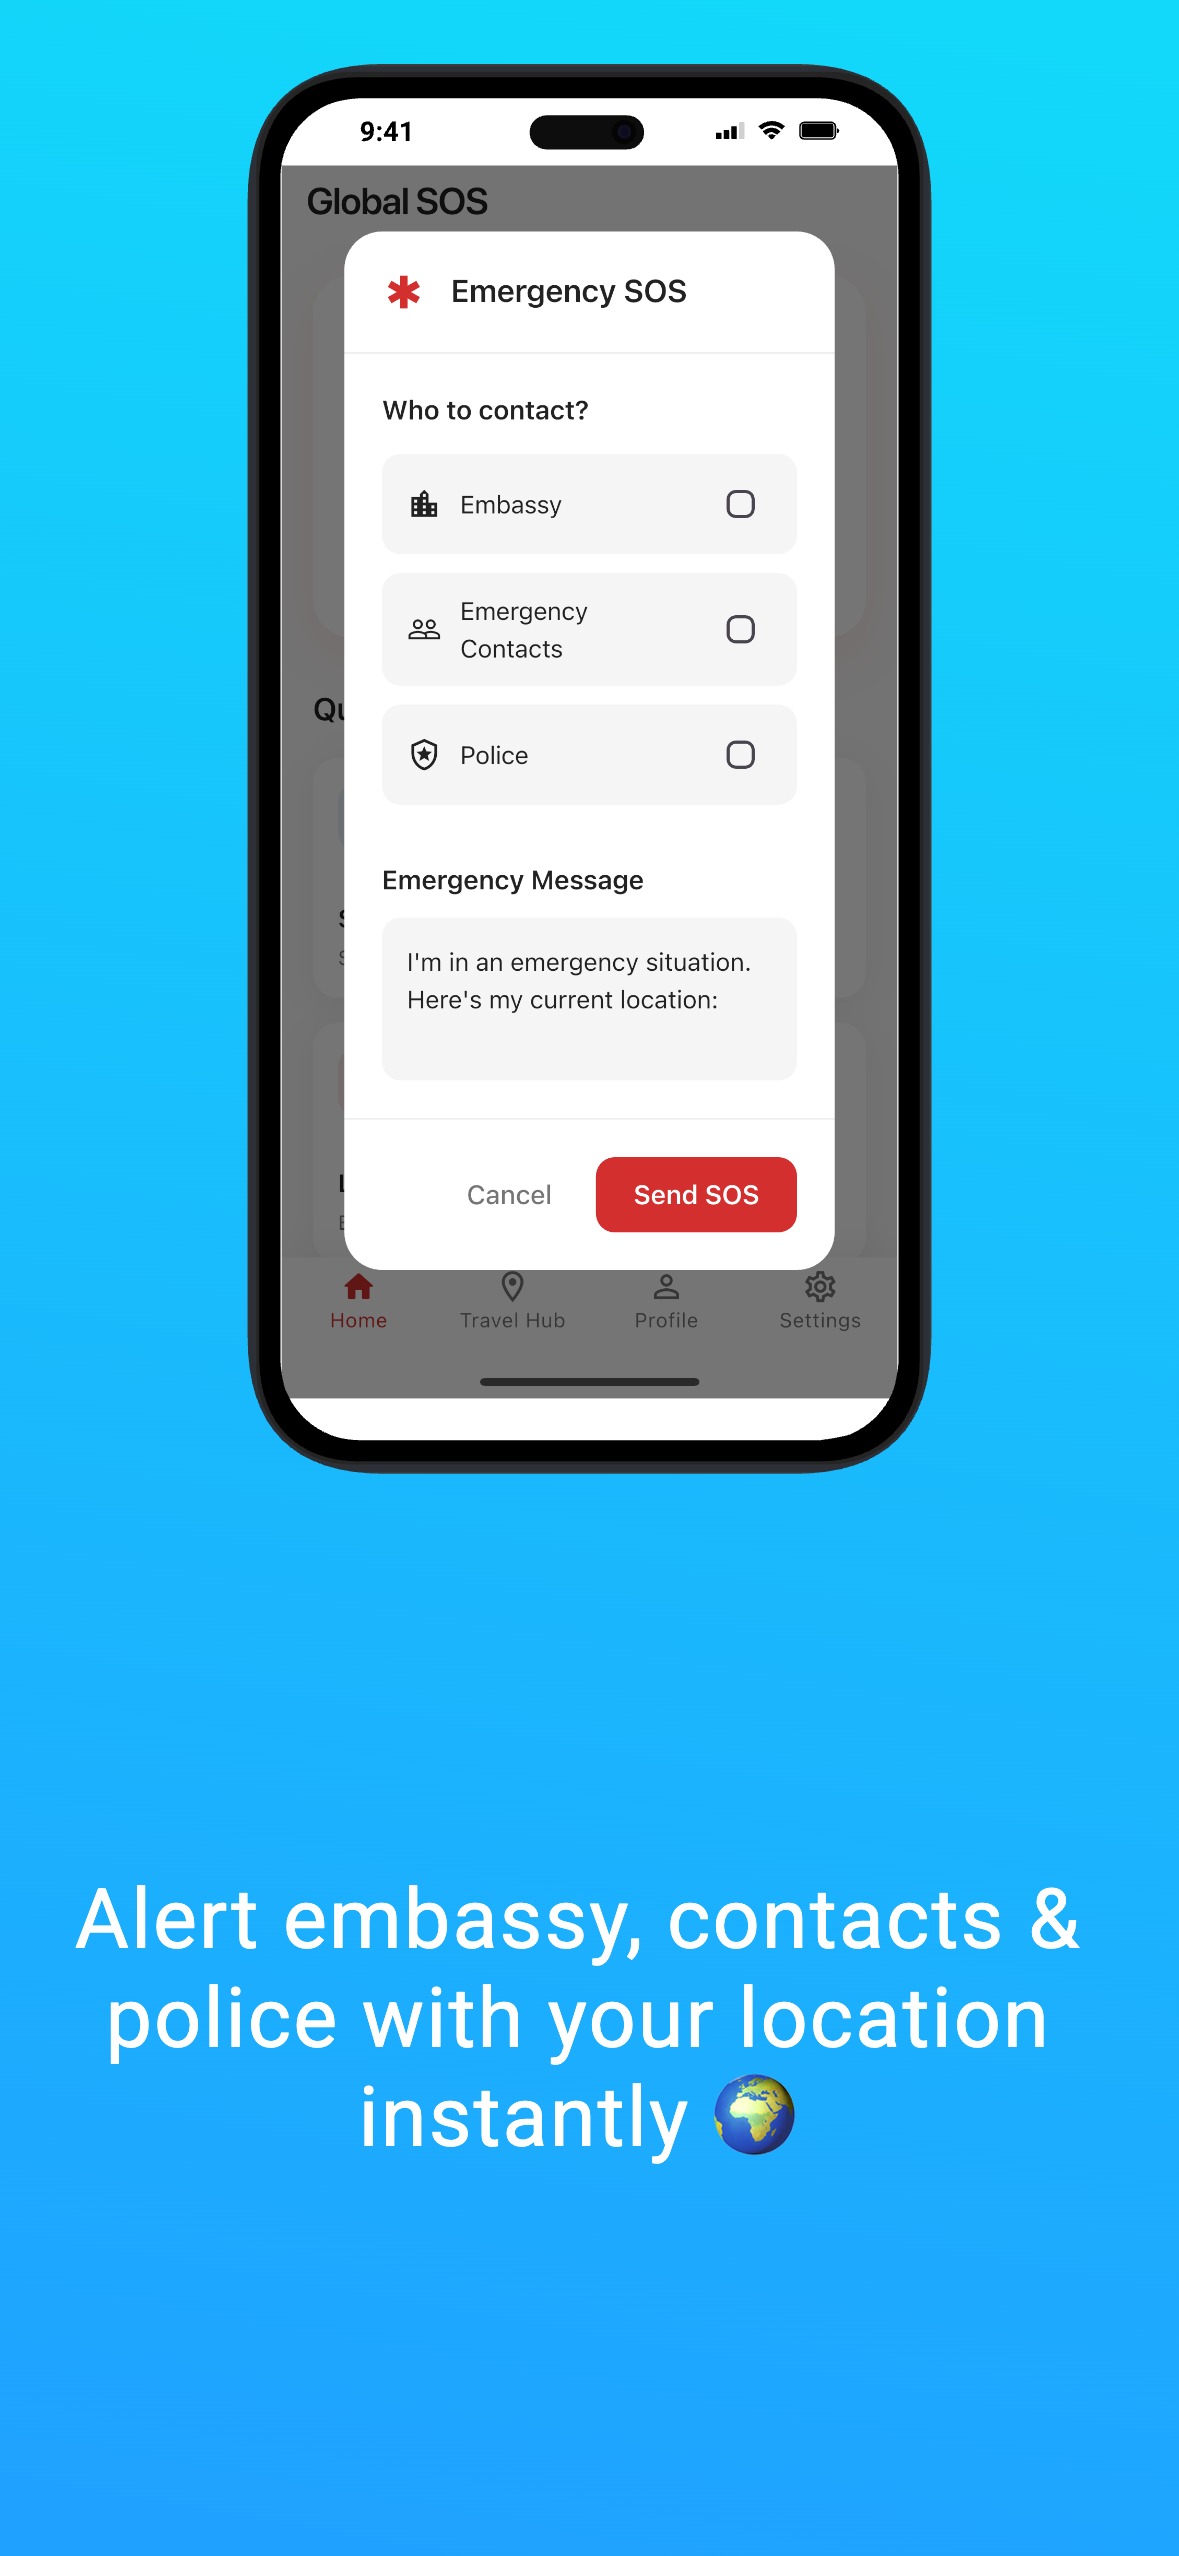 9:41
Global SOS
Emergency SOS
Who to contact?
Embassy
Emergency
Contacts
Police
Emergency Message
I'm in an emergency situation.
Here's my current location:
Cancel
Send SOS
Home
Travel Hub
Profile
Settings
Alert embassy, contacts &
police with your location
instantly 🌍